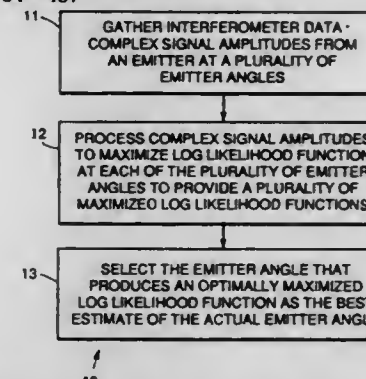 11
GATHER INTERFEROMETER DATA ·
COMPLEX SIGNAL AMPLITUDES FROM
AN EMITTER AT A PLURALITY OF
EMITTER ANGLES
12
PROCESS COMPLEX SIGNAL AMPLITUDES
TO MAXIMIZE LOG LIKELIHOOD FUNCTION
AT EACH OF THE PLURALITY OF EMITTER
ANGLES TO PROVIDE A PLURALITY OF
MAXIMIZED LOG LIKELIHOOD FUNCTIONS
13
SELECT THE EMITTER ANGLE THAT
PRODUCES AN OPTIMALLY MAXIMIZED
LOG LIKELIHOOD FUNCTION AS THE BEST
ESTIMATE OF THE ACTUAL EMITTER ANGL